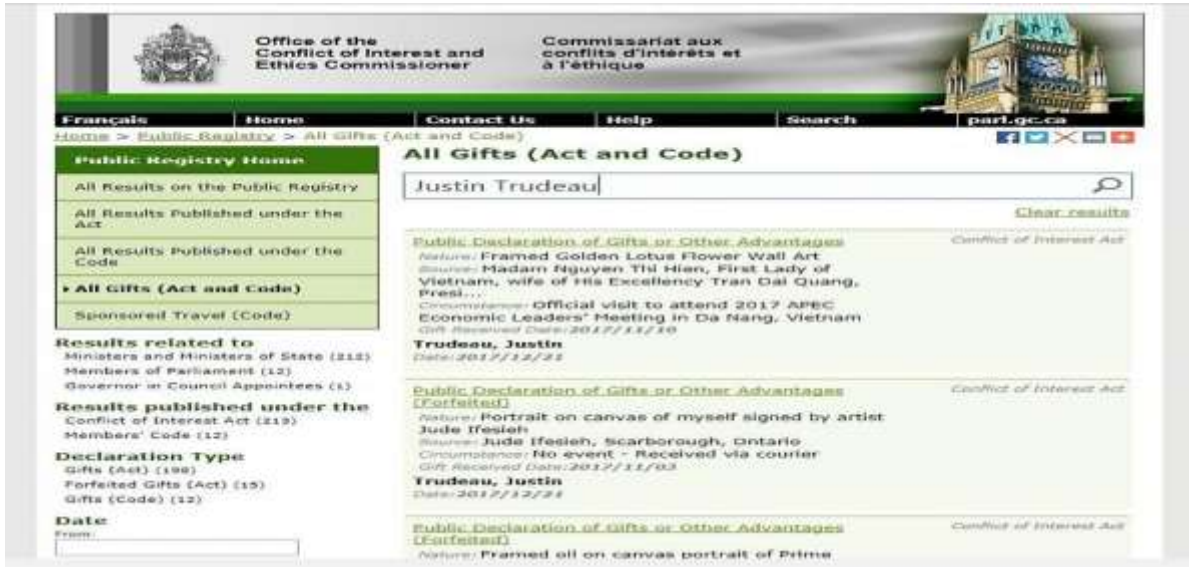 Office of the
Conflict of Interest and
Ethics Commissioner
Commissariat aux
conflits d'intérêts et
à l'éthique
Français Home Contact Us Help Search parl.gc.ca
Home > Public Registry > All Gifts (Act and Code)
Public Registry Home
All Results on the Public Registry
All Results Published under the
Act
All Results Published under the
Code
All Gifts (Act and Code)
Sponsored Travel (Code)
Results related to
Ministers and Ministers of State (212)
Members of Parliament (12)
Governor in Council Appointees (1)
Results published under the
Conflict of Interest Act (213)
Members' Code (12)
Declaration Type
Gifts (Act) (198)
Forfeited Gifts (Act) (15)
Gifts (Code) (12)
Date
From:
All Gifts (Act and Code)
Justin Trudeau
Clear results
Public Declaration of Gifts or Other Advantages
Conflict of Interest Act
Nature: Framed Golden Lotus Flower Wall Art
Source: Madam Nguyen Thi Hien, First Lady of
Vietnam, wife of His Excellency Tran Dai Quang,
Presi...
Circumstance: Official visit to attend 2017 APEC
Economic Leaders' Meeting in Da Nang, Vietnam
Gift Received Date: 2017/11/10
Trudeau, Justin
Date: 2017/12/21
Public Declaration of Gifts or Other Advantages
(Forfeited)
Conflict of Interest Act
Nature: Portrait on canvas of myself signed by artist
Jude Ifesieh
Source: Jude Ifesieh, Scarborough, Ontario
Circumstance: No event - Received via courier
Gift Received Date: 2017/11/03
Trudeau, Justin
Date: 2017/12/21
Public Declaration of Gifts or Other Advantages
(Forfeited)
Conflict of Interest Act
Nature: Framed oil on canvas portrait of Prime